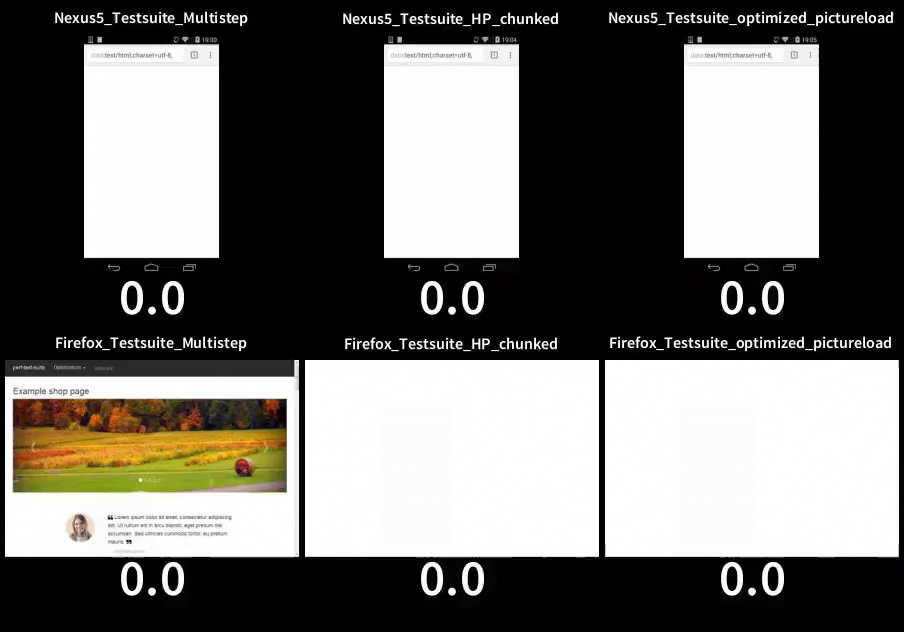 Nexus5_Testsuite_Multistep
Nexus5_Testsuite_HP_chunked
Nexus5_Testsuite_optimized_pictureload
19:00
19:04
19:05
data:text/html;charset=utf-8,
data:text/html;charset=utf-8,
data:text/html;charset=utf-8,
0.0
0.0
0.0
Firefox_Testsuite_Multistep
Firefox_Testsuite_HP_chunked
Firefox_Testsuite_optimized_pictureload
perf-test-suite Optimizations
Example shop page
Lorem ipsum dolor sit amet, consectetur adipiscing
elit. Ut rutrum elit in arcu blandit, eget pretium nisl
accumsan. Sed ultricies commodo tortor, eu pretium
mauris.
0.0
0.0
0.0